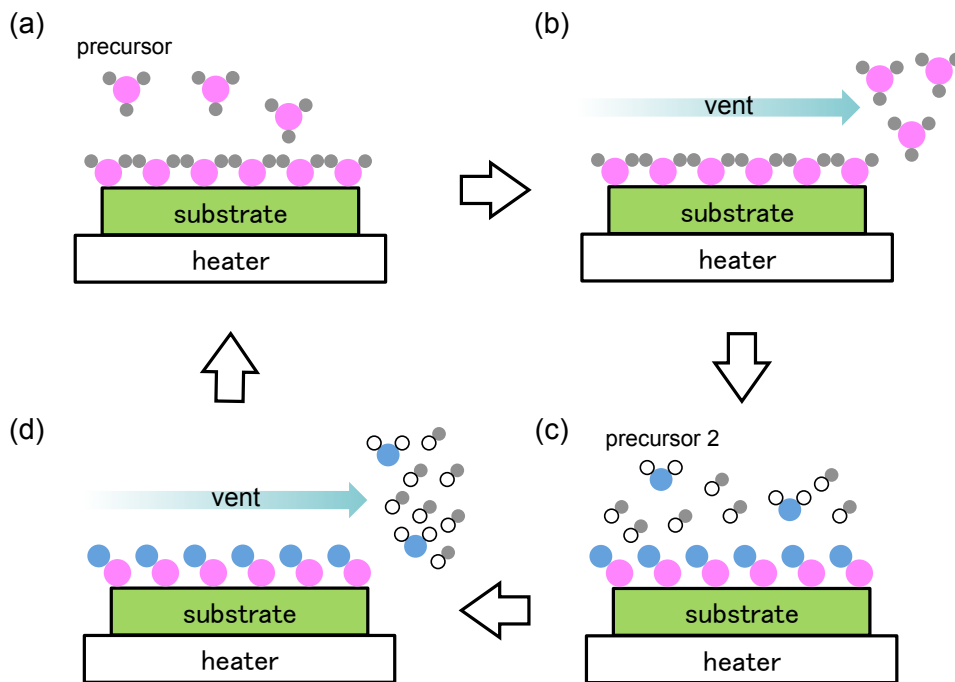 (a)
precursor
substrate
heater
(b)
vent
substrate
heater
(d)
vent
substrate
heater
(c)
precursor 2
substrate
heater